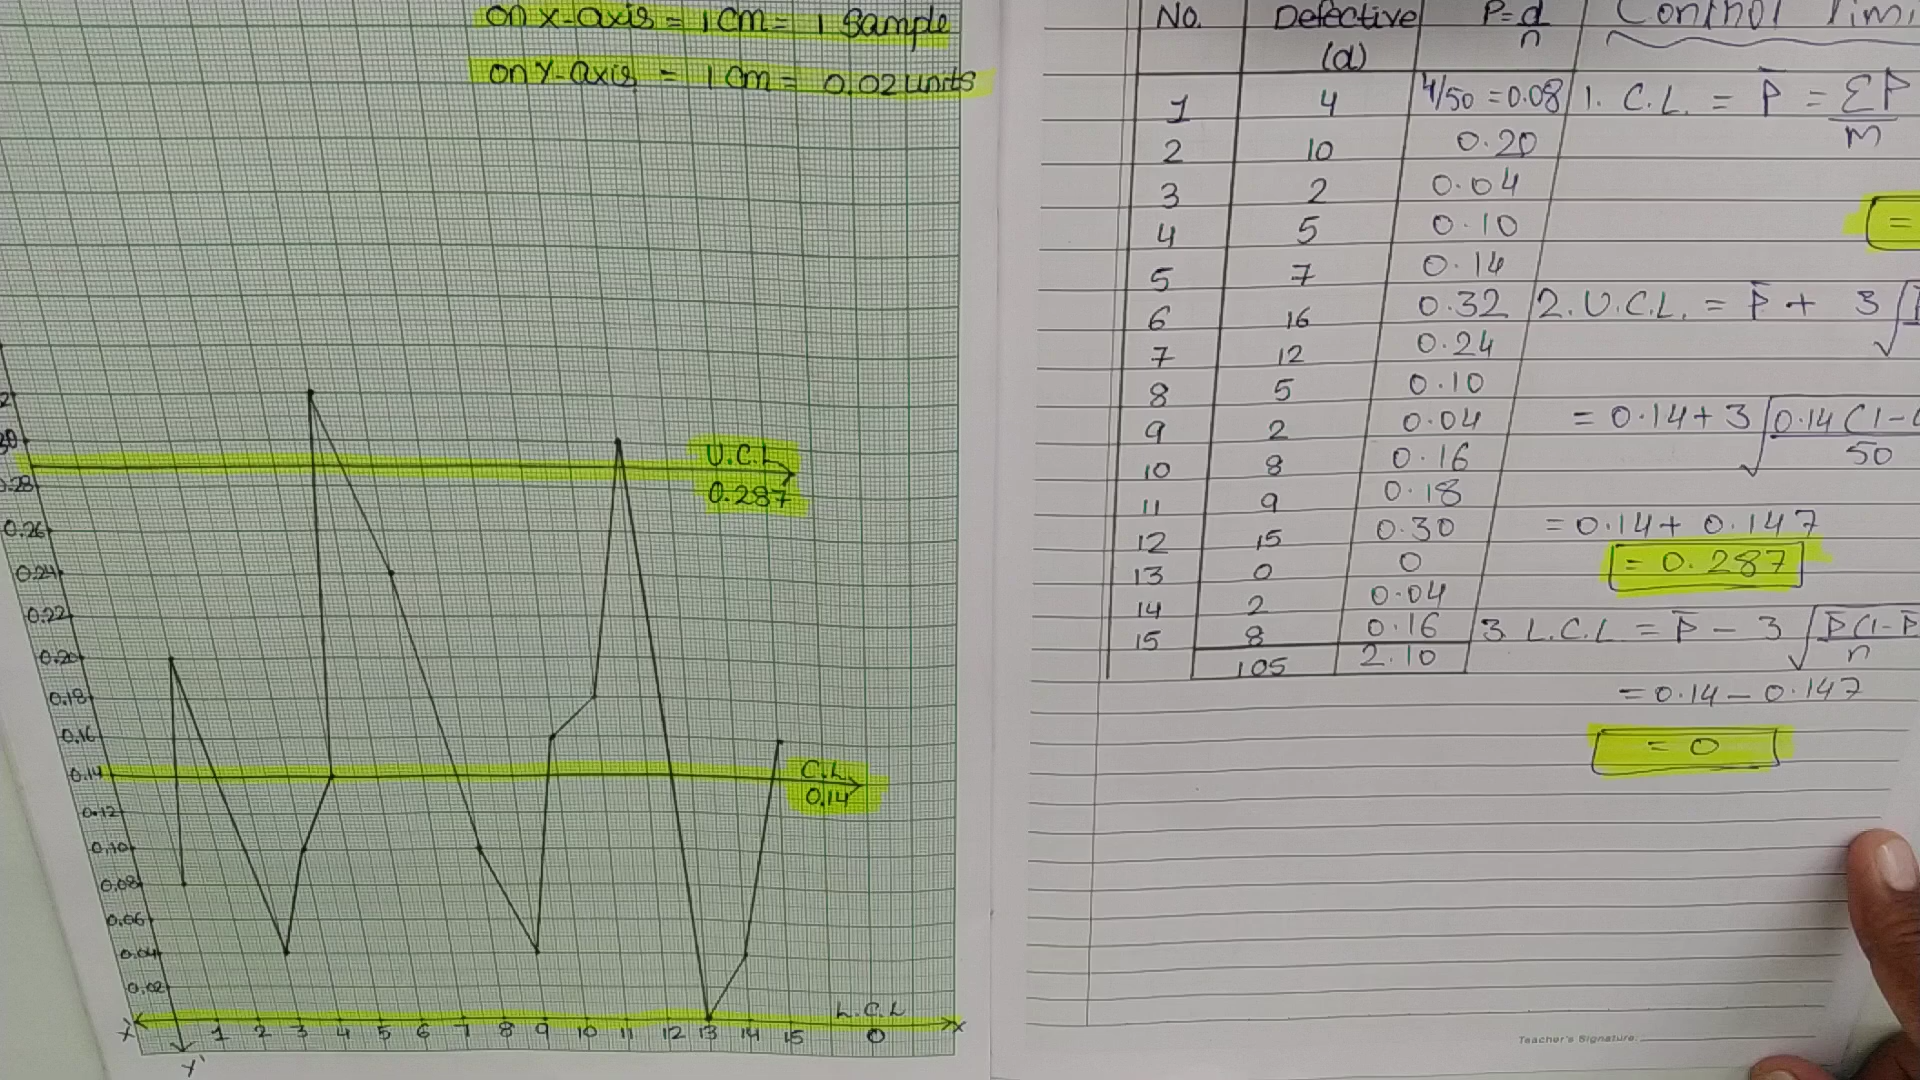 on x-axis = 1 cm = 1 Sample
on Y-axis = 1 cm = 0.02 units
U.C.L
0.287
0.28
0.26
0.24
0.22
0.20
0.18
0.16
0.14
0.12
0.10
0.08
0.06
0.04
0.02
C.L.
0.14
L.C.L
X' 1 2 3 4 5 6 7 8 9 10 11 12 13 14 15 0 X
Y'
No. Defective (d) P=d/n Control
1 4 4/50 =0.08
2 10 0.20
3 2 0.04
4 5 0.10
5 7 0.14
6 16 0.32
7 12 0.24
8 5 0.10
9 2 0.04
10 8 0.16
11 9 0.18
12 15 0.30
13 0 0
14 2 0.04
15 8 0.16
105 2.10
1. C.L. = P̄ = ΣP/m
=
2. U.C.L. = P̄ + 3√
= 0.14 + 3√0.14(1-
50
= 0.14 + 0.147
= 0.287
3 L.C.L = P̄ - 3√P̄(1-P̄
n
= 0.14 - 0.147
= 0
Teacher's Signature